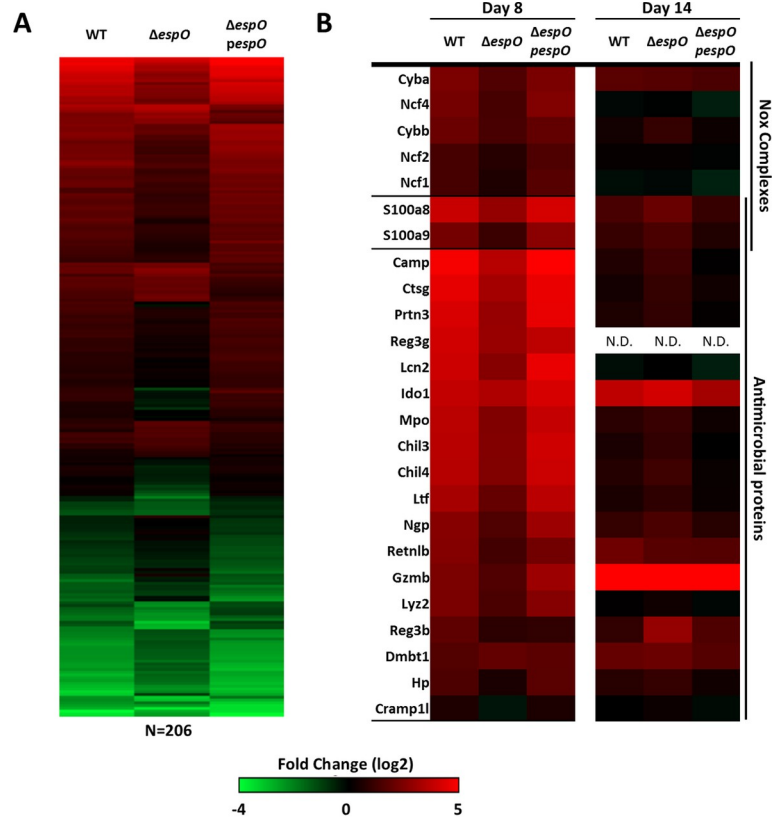 A
WT ΔespO ΔespO pespO
N=206
B
Day 8 Day 14
WT ΔespO ΔespO pespO WT ΔespO ΔespO pespO
Cyba
Ncf4
Cybb
Ncf2
Ncf1
S100a8
S100a9
Camp
Ctsg
Prtn3
Reg3g N.D. N.D. N.D.
Lcn2
Ido1
Mpo
Chil3
Chil4
Ltf
Ngp
Retnlb
Gzmb
Lyz2
Reg3b
Dmbt1
Hp
Cramp1l
Nox Complexes
Antimicrobial proteins
Fold Change (log2)
-4 0 5